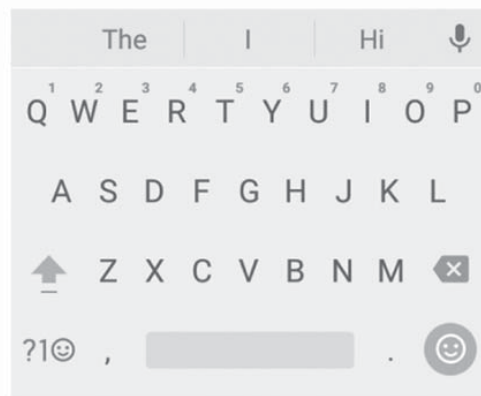 The I Hi
1 2 3 4 5 6 7 8 9 0
Q W E R T Y U I O P
A S D F G H J K L
Z X C V B N M
?1☺ , .